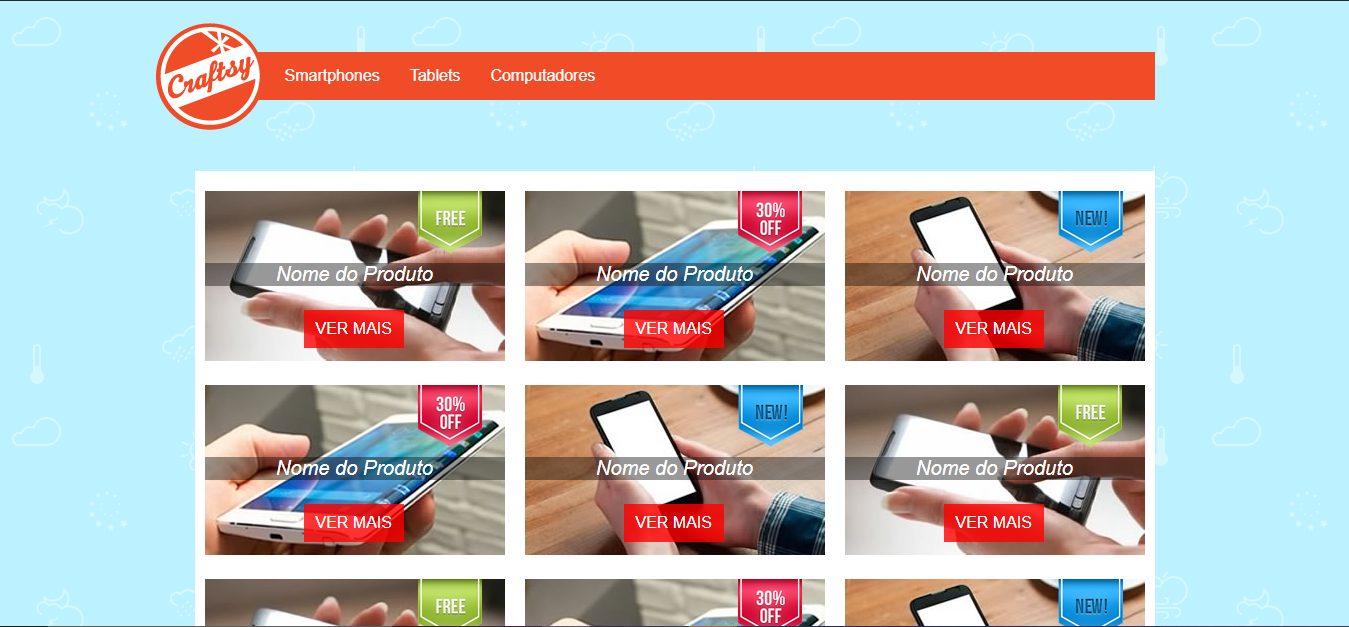 Craftsy
Smartphones Tablets Computadores
FREE
30%
OFF
NEW!
Nome do Produto
Nome do Produto
Nome do Produto
VER MAIS
VER MAIS
VER MAIS
30%
OFF
NEW!
FREE
Nome do Produto
Nome do Produto
Nome do Produto
VER MAIS
VER MAIS
VER MAIS
FREE
30%
OFF
NEW!